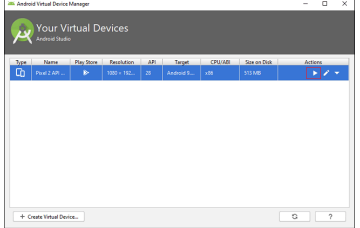 Android Virtual Device Manager
Your Virtual Devices
Android Studio
Type Name Play Store Resolution API Target CPU/ABI Size on Disk Actions
Pixel 2 API ... 1080 × 192... 28 Android 9.... x86 513 MB
+ Create Virtual Device...
?